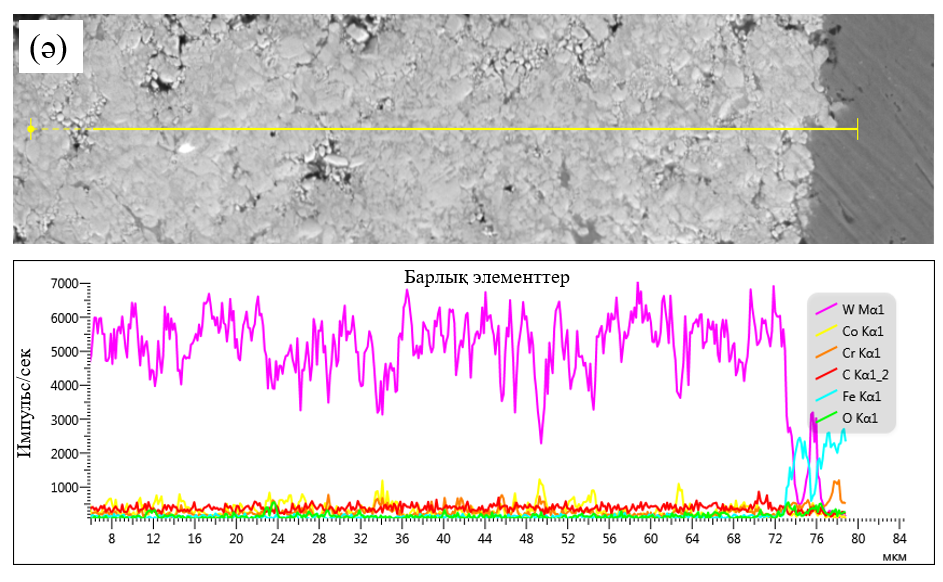 (ә)
Барлық элементтер
Импульс/сек
7000
6000
5000
4000
3000
2000
1000
W Mα1
Co Kα1
Cr Kα1
C Kα1_2
Fe Kα1
O Kα1
8 12 16 20 24 28 32 36 40 44 48 52 56 60 64 68 72 76 80 84
мкм